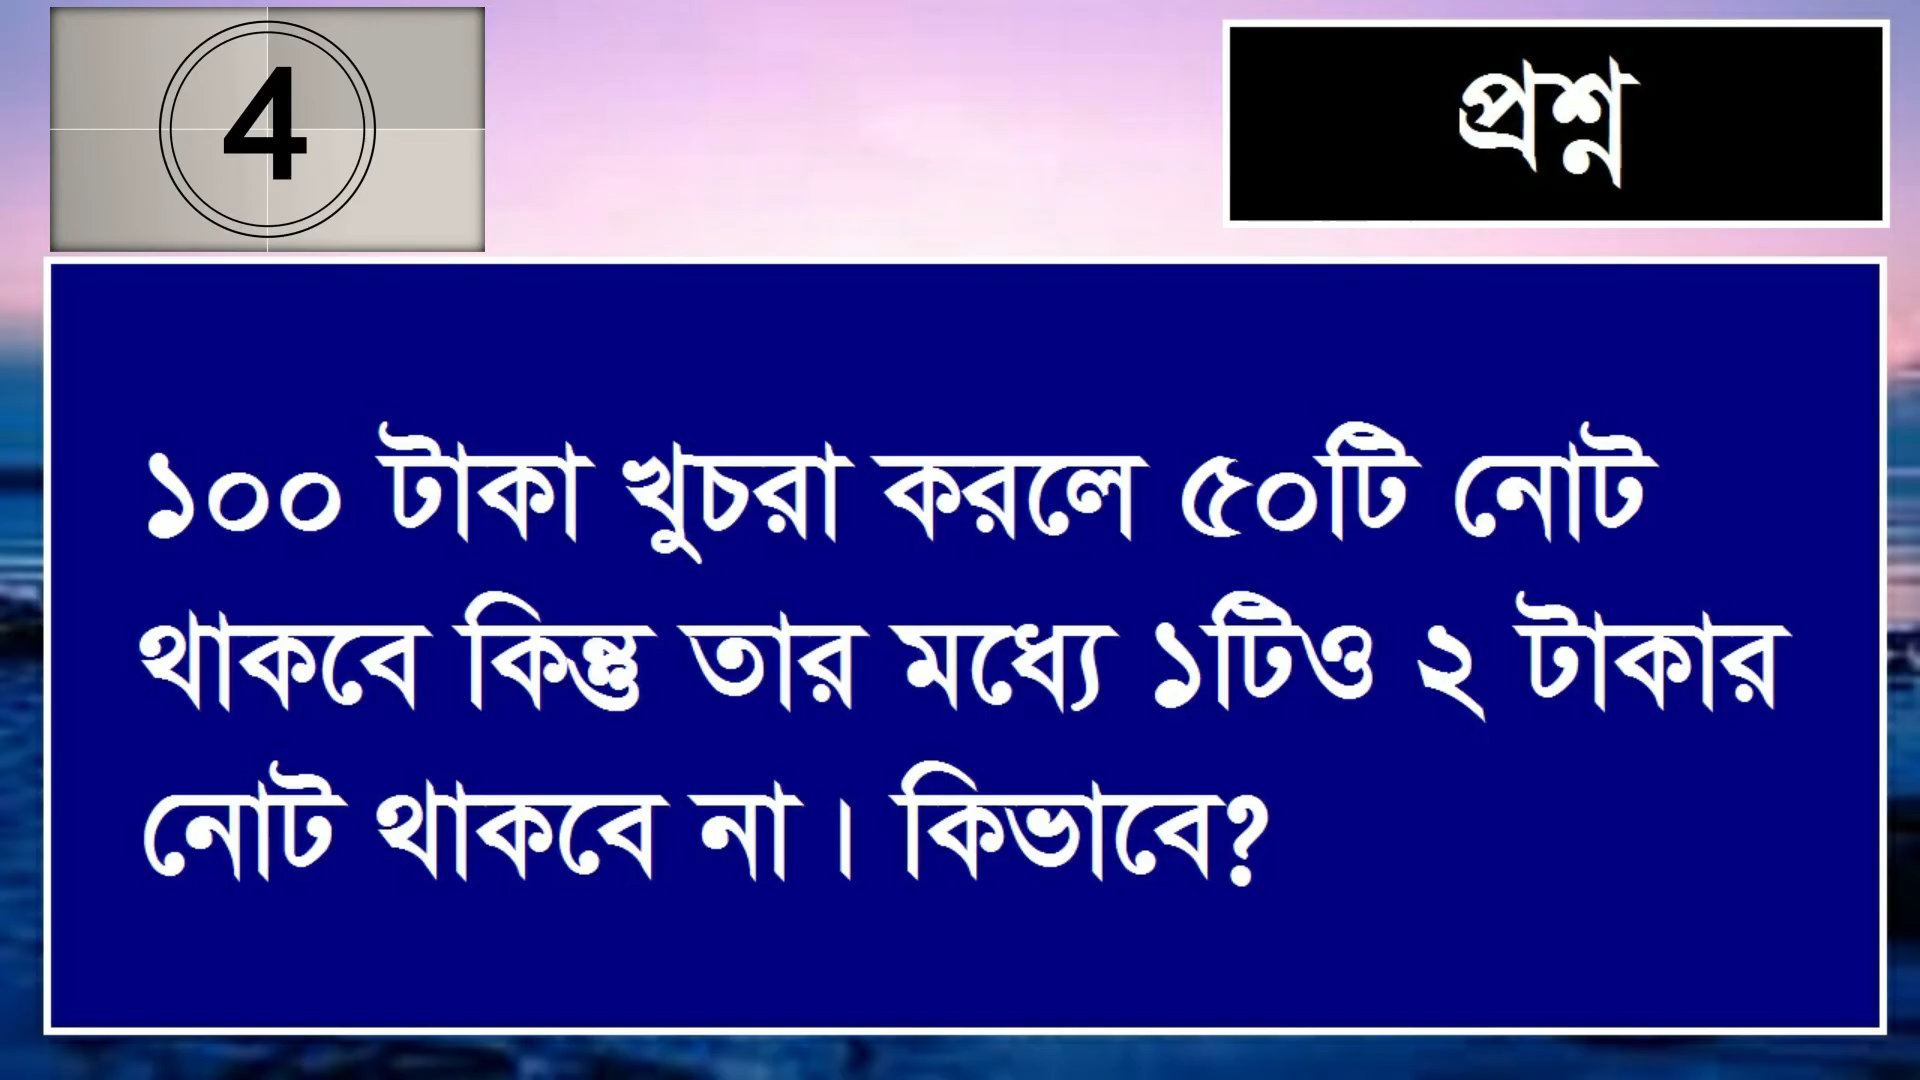 4
প্রশ্ন
১০০ টাকা খুচরা করলে ৫০টি নোট
থাকবে কিন্তু তার মধ্যে ১টিও ২ টাকার
নোট থাকবে না। কিভাবে?